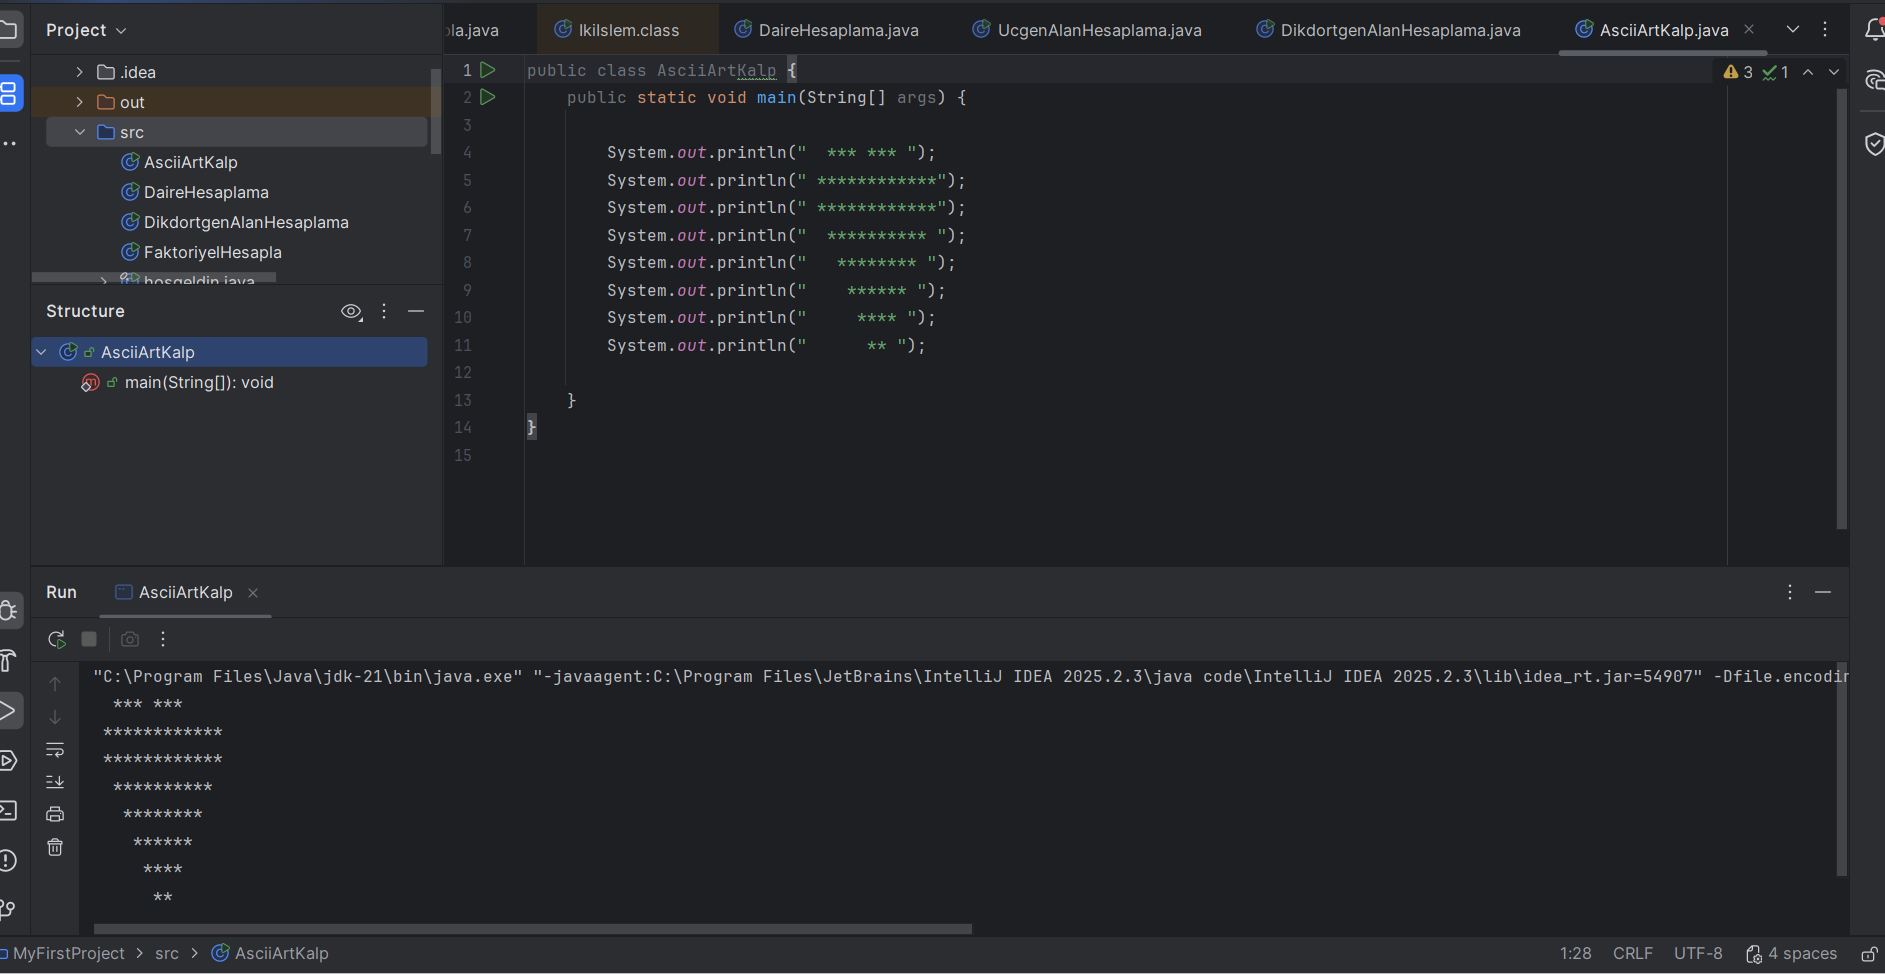 Project
ola.java
IkiIslem.class
DaireHesaplama.java
UcgenAlanHesaplama.java
DikdortgenAlanHesaplama.java
AsciiArtKalp.java
.idea
out
src
AsciiArtKalp
DaireHesaplama
DikdortgenAlanHesaplama
FaktoriyelHesapla
hosgeldin.java
Structure
AsciiArtKalp
main(String[]): void
3 1
1 public class AsciiArtKalp {
2     public static void main(String[] args) {
3
4         System.out.println("  *** *** ");
5         System.out.println(" ************");
6         System.out.println(" ************");
7         System.out.println("  ********** ");
8         System.out.println("   ******** ");
9         System.out.println("    ****** ");
10         System.out.println("     **** ");
11         System.out.println("      ** ");
12
13     }
14 }
15
Run
AsciiArtKalp
"C:\Program Files\Java\jdk-21\bin\java.exe" "-javaagent:C:\Program Files\JetBrains\IntelliJ IDEA 2025.2.3\java code\IntelliJ IDEA 2025.2.3\lib\idea_rt.jar=54907" -Dfile.encodin
  *** ***
 ************
 ************
  **********
   ********
    ******
     ****
      **
MyFirstProject > src > AsciiArtKalp
1:28 CRLF UTF-8 4 spaces